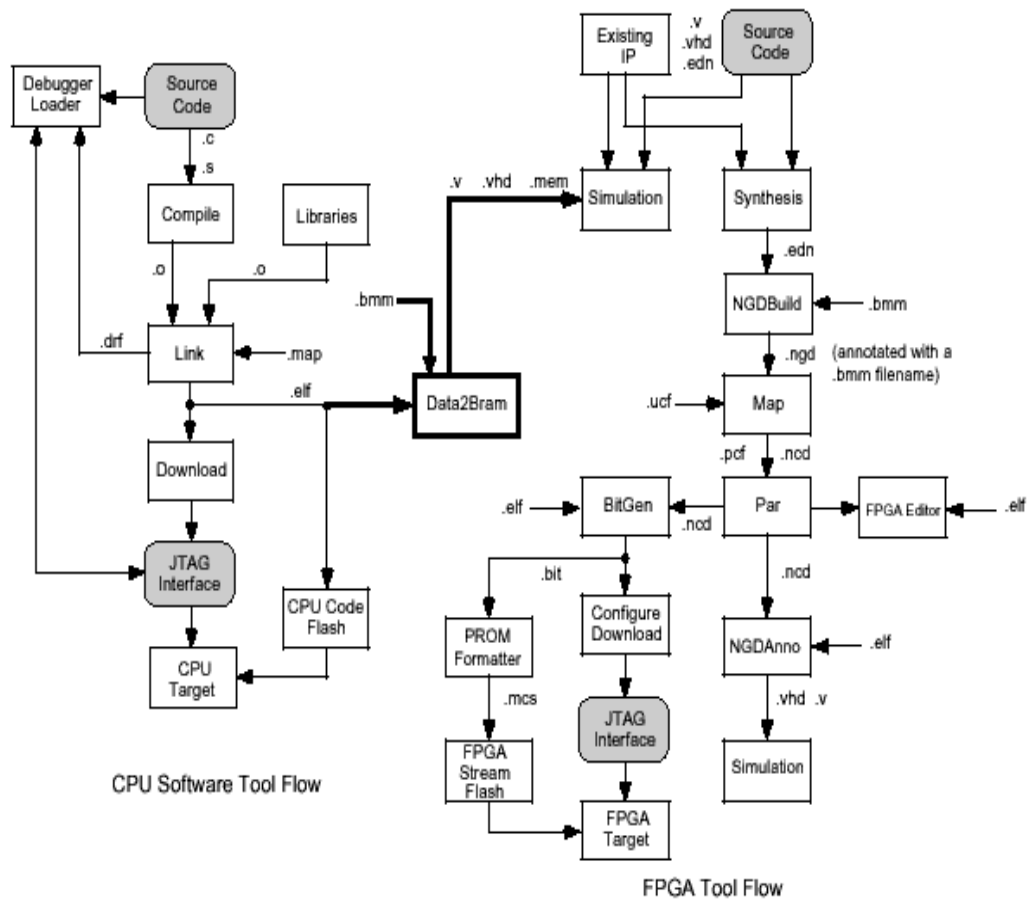 Debugger
Loader
Source
Code
.c
.s
Compile
Libraries
.o
.o
.drf
Link
.map
.elf
Download
JTAG
Interface
CPU Code
Flash
CPU
Target
CPU Software Tool Flow
.bmm
Data2Bram
.v .vhd .mem
Existing
IP
.v
.vhd
.edn
Source
Code
Simulation
Synthesis
.edn
NGDBuild
.bmm
.ngd
(annotated with a
.bmm filename)
.ucf
Map
.pcf
.ncd
.elf
BitGen
.ncd
Par
FPGA Editor
.elf
.bit
.ncd
PROM
Formatter
Configure
Download
NGDAnno
.elf
.mcs
.vhd .v
JTAG
Interface
FPGA
Stream
Flash
Simulation
FPGA
Target
FPGA Tool Flow